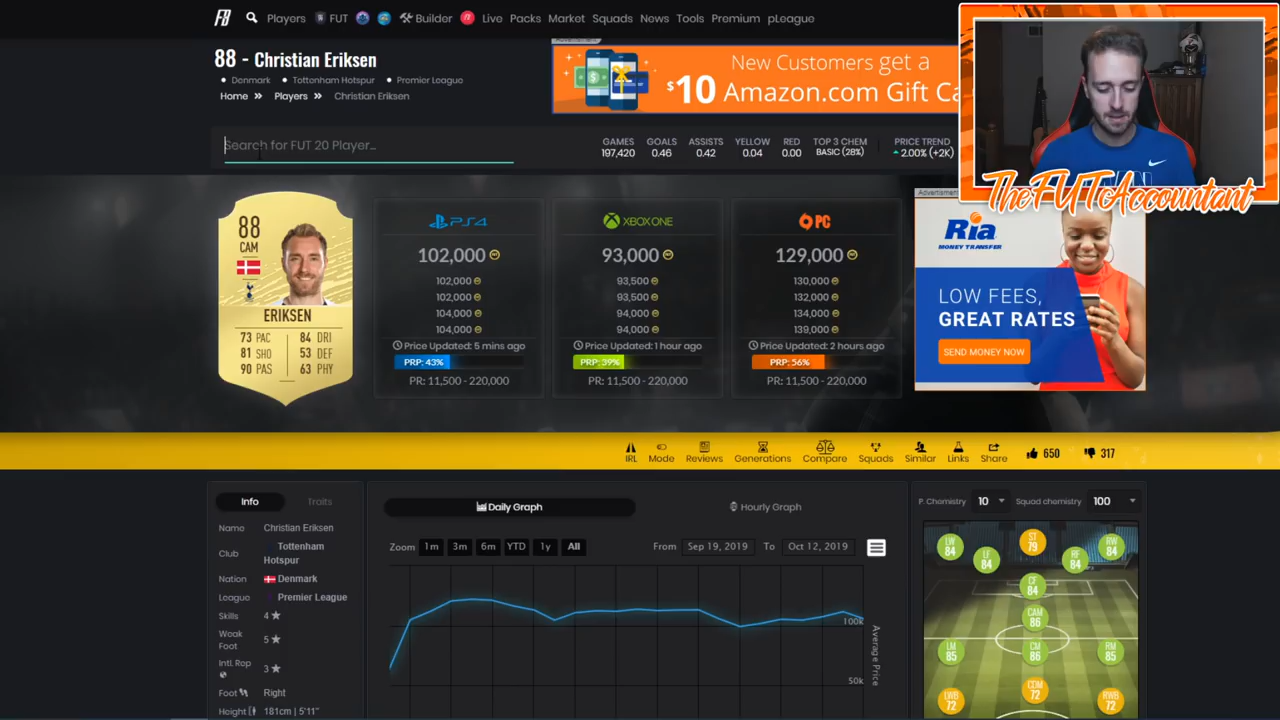 F8 Players FUT Builder Live Packs Market Squads News Tools Premium pLeague
88 - Christian Eriksen
Denmark Tottenham Hotspur Premier League
Home » Players » Christian Eriksen
Advertisement
New Customers get a
$10 Amazon.com Gift Ca
Search for FUT 20 Player...
GAMES GOALS ASSISTS YELLOW RED TOP 3 CHEM PRICE TREND
197,420 0.46 0.42 0.04 0.00 BASIC (28%) 2.00% (+2K)
TheFUTAccountant
88
CAM
ERIKSEN
73 PAC 84 DRI
81 SHO 53 DEF
90 PAS 63 PHY
PS4
102,000
102,000
102,000
104,000
104,000
Price Updated: 5 mins ago
PRP: 43%
PR: 11,500 - 220,000
XBOX ONE
93,000
93,500
93,500
94,000
94,000
Price Updated: 1 hour ago
PRP: 39%
PR: 11,500 - 220,000
PC
129,000
130,000
132,000
134,000
139,000
Price Updated: 2 hours ago
PRP: 56%
PR: 11,500 - 220,000
Advertisement
Ria
MONEY TRANSFER
LOW FEES,
GREAT RATES
SEND MONEY NOW
IRL Mode Reviews Generations Compare Squads Similar Links Share 650 317
Info Traits
Name Christian Eriksen
Club Tottenham
Hotspur
Nation Denmark
League Premier League
Skills 4★
Weak
Foot 5★
Intl. Rep 3★
Foot Right
Height 181cm | 5'11"
Daily Graph Hourly Graph
Zoom 1m 3m 6m YTD 1y All From Sep 19, 2019 To Oct 12, 2019
100k
50k
Average Price
P. Chemistry 10 Squad chemistry 100
LW
84
LF
84
ST
79
RF
84
RW
84
CF
84
CAM
86
LM
85
CM
86
RM
85
LWB
72
CDM
72
RWB
72